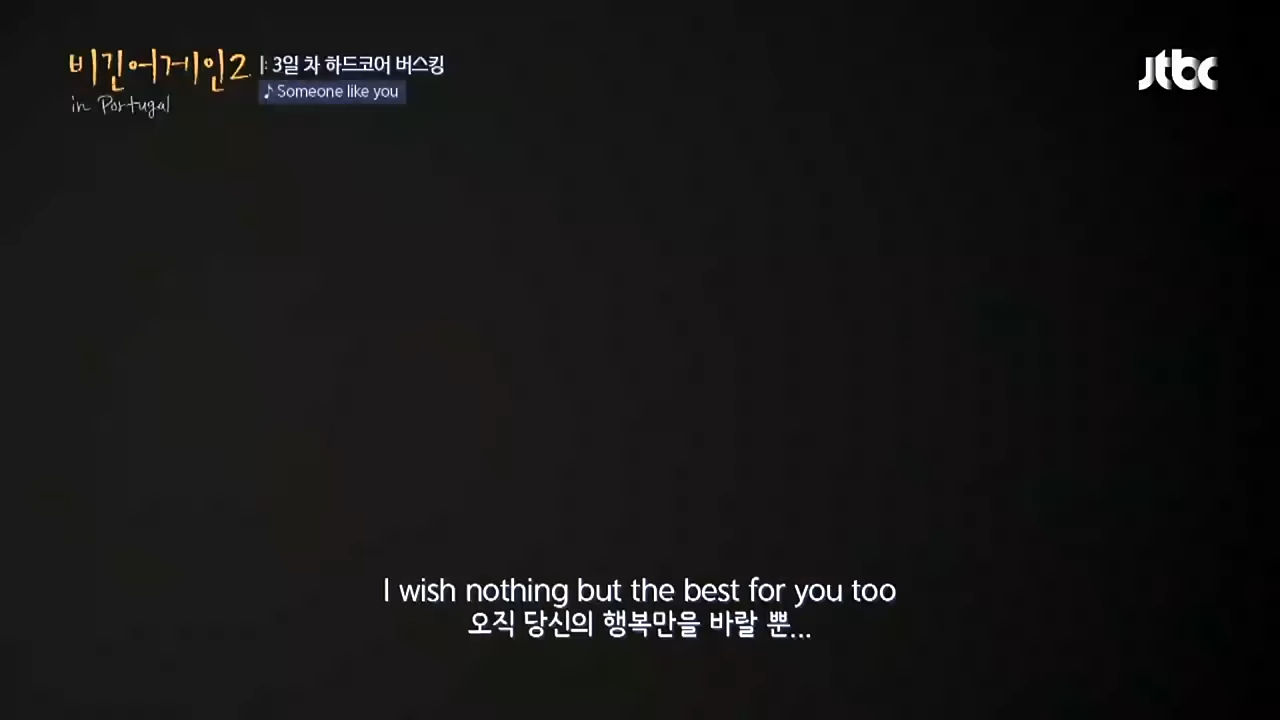 비긴어게인2
in Portugal
3일 차 하드코어 버스킹
♪ Someone like you
jtbc
I wish nothing but the best for you too
오직 당신의 행복만을 바랄 뿐...